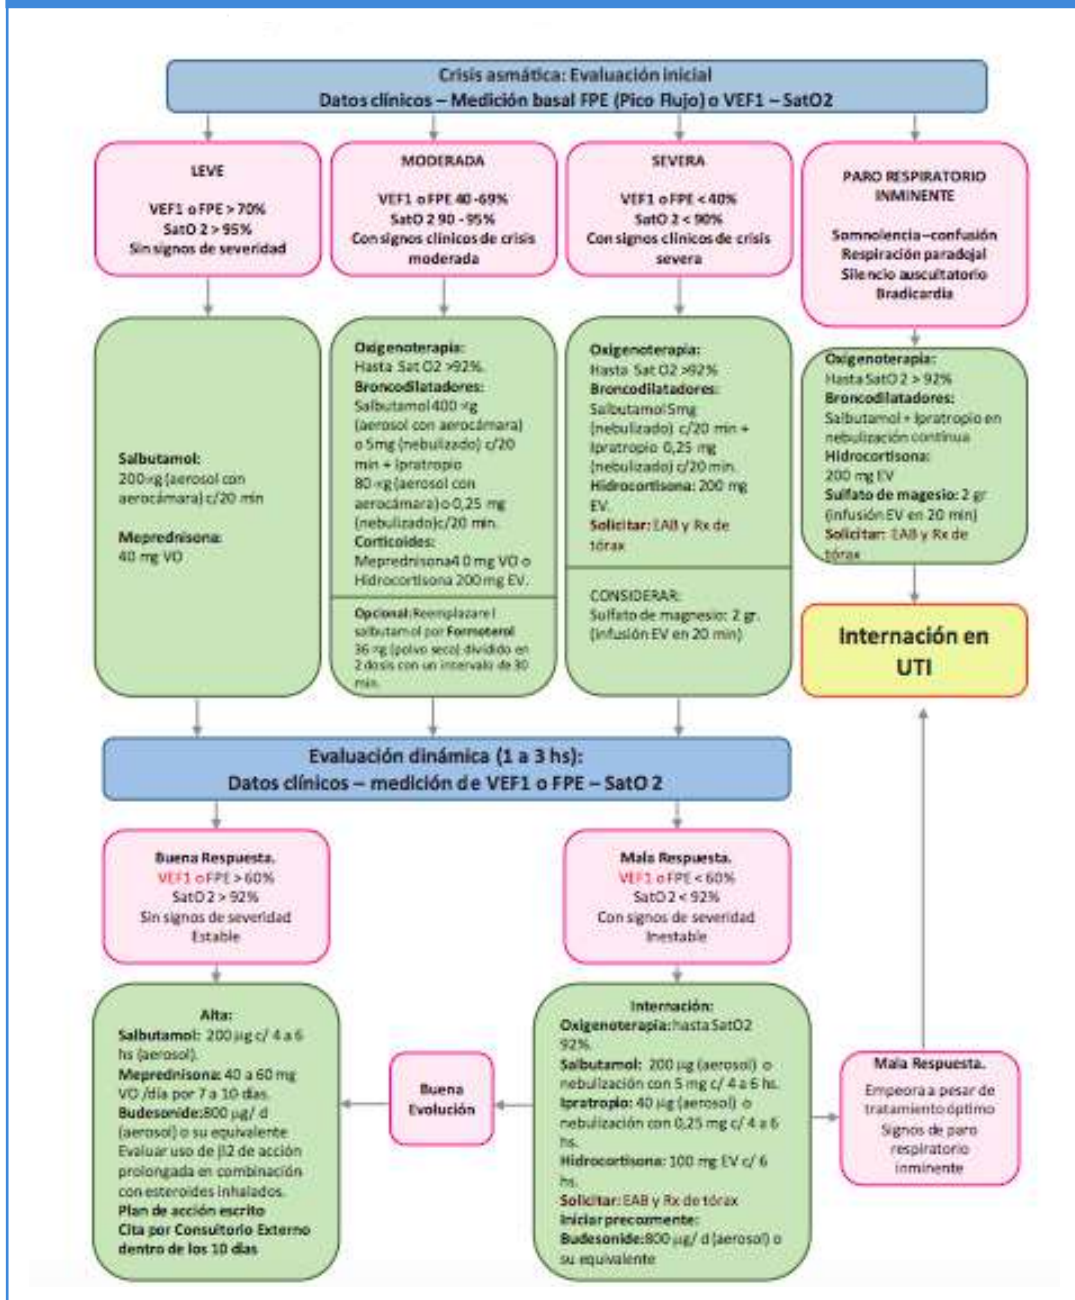 Crisis asmática: Evaluación inicial
Datos clínicos – Medición basal FPE (Pico Flujo) o VEF1 – SatO2
LEVE
VEF1 o FPE > 70%
SatO 2 > 95%
Sin signos de severidad
MODERADA
VEF1 o FPE 40 -69%
SatO 2 90 - 95%
Con signos clínicos de crisis
moderada
SEVERA
VEF1 o FPE < 40%
SatO 2 < 90%
Con signos clínicos de crisis
severa
PARO RESPIRATORIO
INMINENTE
Somnolencia – confusión
Respiración paradojal
Silencio auscultatorio
Bradicardia
Salbutamol:
200 µg (aerosol con
aerocámara) c/20 min
Meprednisona:
40 mg VO
Oxigenoterapia:
Hasta Sat O2 >92%.
Broncodilatadores:
Salbutamol 400 µg
(aerosol con aerocámara)
o 5mg (nebulizado) c/20
min + Ipratropio
80 µg (aerosol con
aerocámara) o 0,25 mg
(nebulizado) c/20 min.
Corticoides:
Meprednisona4 0 mg VO o
Hidrocortisona 200 mg EV.
Opcional: Reemplazare l
salbutamol por Formoterol
36 µg (polvo seco) dividido en
2 dosis con un intervalo de 30
min.
Oxigenoterapia:
Hasta Sat O2 >92%
Broncodilatadores:
Salbutamol 5mg
(nebulizado) c/20 min +
Ipratropio 0,25 mg
(nebulizado) c/20 min.
Hidrocortisona: 200 mg
EV.
Solicitar: EAB y Rx de
tórax
CONSIDERAR:
Sulfato de magnesio: 2 gr.
(infusión EV en 20 min)
Oxigenoterapia:
Hasta SatO2 > 92%
Broncodilatadores:
Salbutamol + Ipratropio en
nebulización continua
Hidrocortisona:
200 mg EV
Sulfato de magesio: 2 gr
(infusión EV en 20 min)
Solicitar: EAB y Rx de
tórax
Internación en
UTI
Evaluación dinámica (1 a 3 hs):
Datos clínicos – medición de VEF1 o FPE – SatO 2
Buena Respuesta.
VEF1 o FPE > 60%
SatO 2 > 92%
Sin signos de severidad
Estable
Mala Respuesta.
VEF1 o FPE < 60%
SatO 2 < 92%
Con signos de severidad
Inestable
Alta:
Salbutamol: 200 µg c/ 4 a 6
hs (aerosol).
Meprednisona: 40 a 60 mg
VO /día por 7 a 10 días.
Budesonide:800 µg/ d
(aerosol) o su equivalente
Evaluar uso de β2 de acción
prolongada en combinación
con esteroides inhalados.
Plan de acción escrito
Cita por Consultorio Externo
dentro de los 10 días
Buena
Evolución
Internación:
Oxigenoterapia: hasta SatO2
92%.
Salbutamol: 200 µg (aerosol) o
nebulización con 5 mg c/ 4 a 6 hs.
Ipratropio: 40 µg (aerosol) o
nebulización con 0,25 mg c/ 4 a 6
hs.
Hidrocortisona: 100 mg EV c/ 6
hs.
Solicitar: EAB y Rx de tórax
Iniciar precozmente:
Budesonide:800 µg/ d (aerosol) o
su equivalente
Mala Respuesta.
Empeora a pesar de
tratamiento óptimo
Signos de paro
respiratorio
inminente